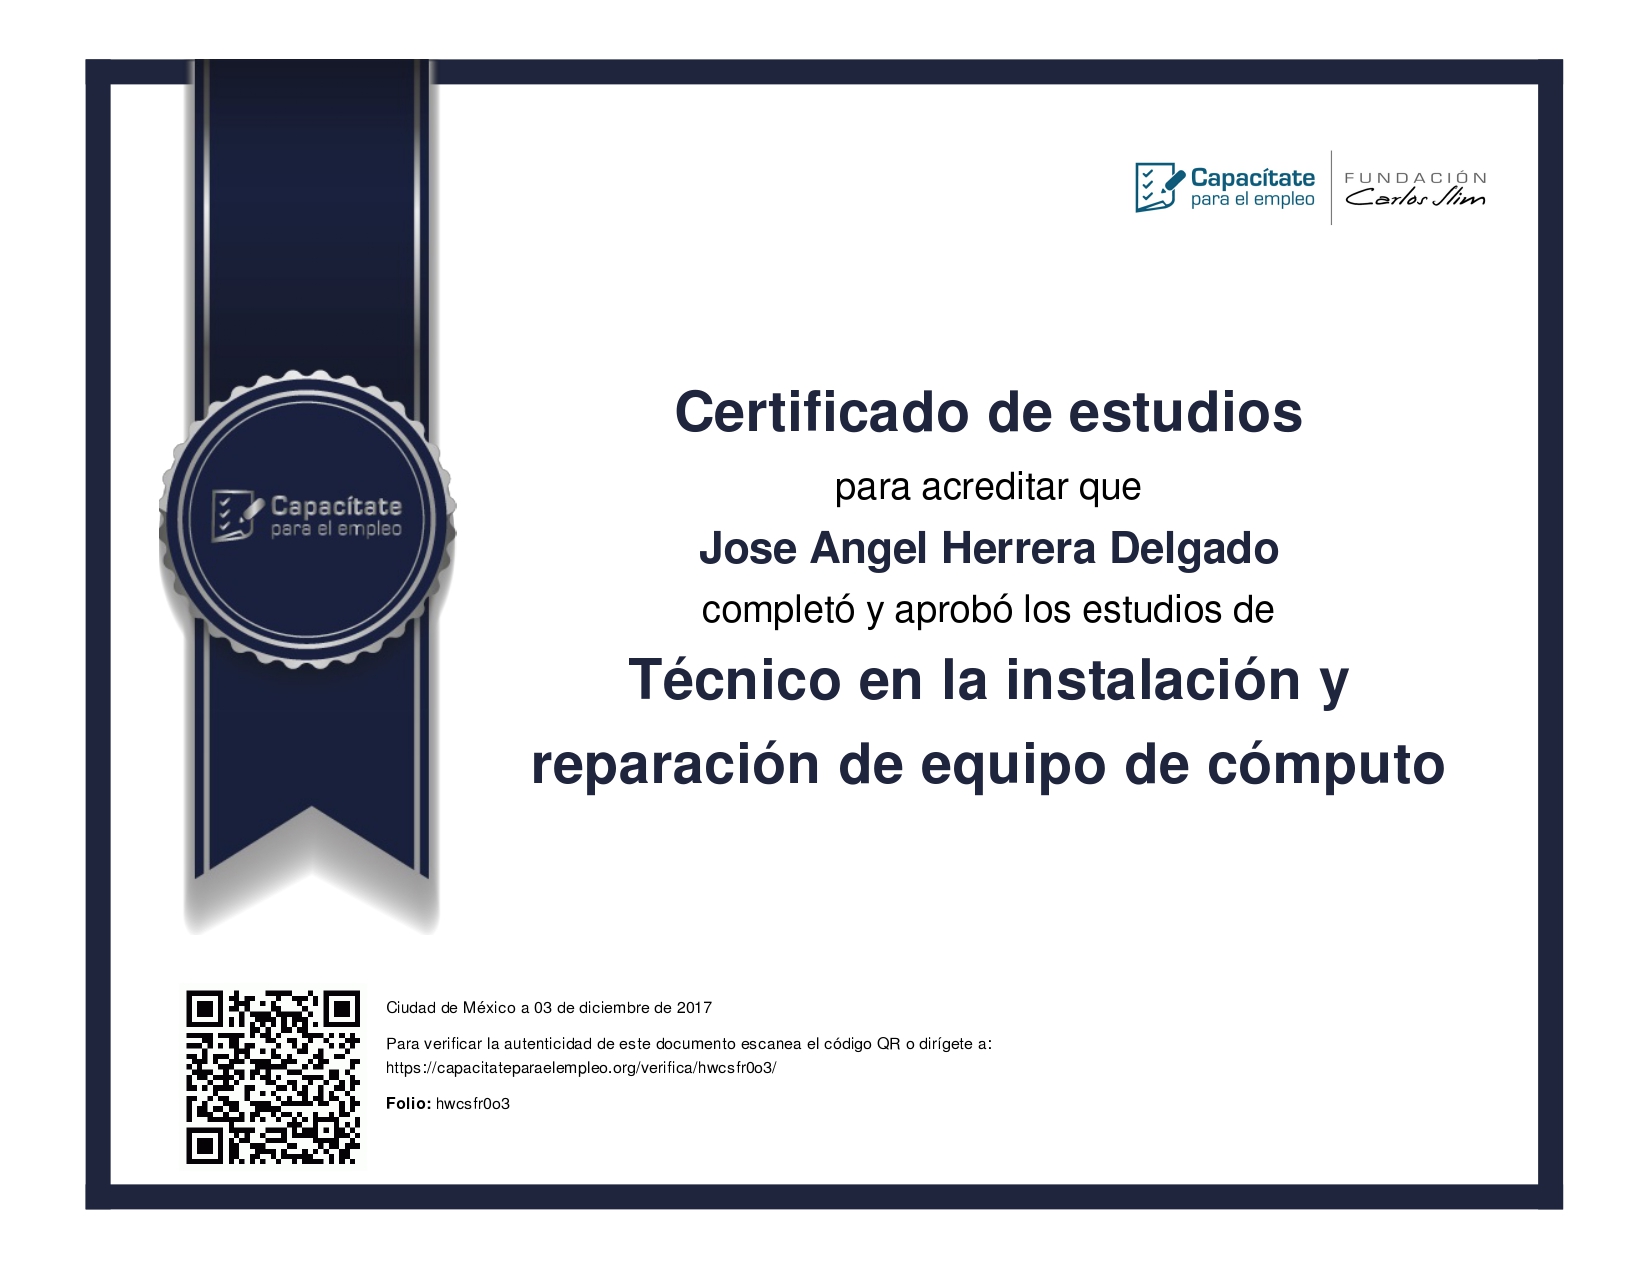 Capacítate
para el empleo
FUNDACIÓN
Carlos Slim
Certificado de estudios
para acreditar que
Jose Angel Herrera Delgado
completó y aprobó los estudios de
Técnico en la instalación y
reparación de equipo de cómputo
Capacítate
para el empleo
Ciudad de México a 03 de diciembre de 2017
Para verificar la autenticidad de este documento escanea el código QR o dirígete a:
https://capacitateparaelempleo.org/verifica/hwcsfr0o3/
Folio: hwcsfr0o3